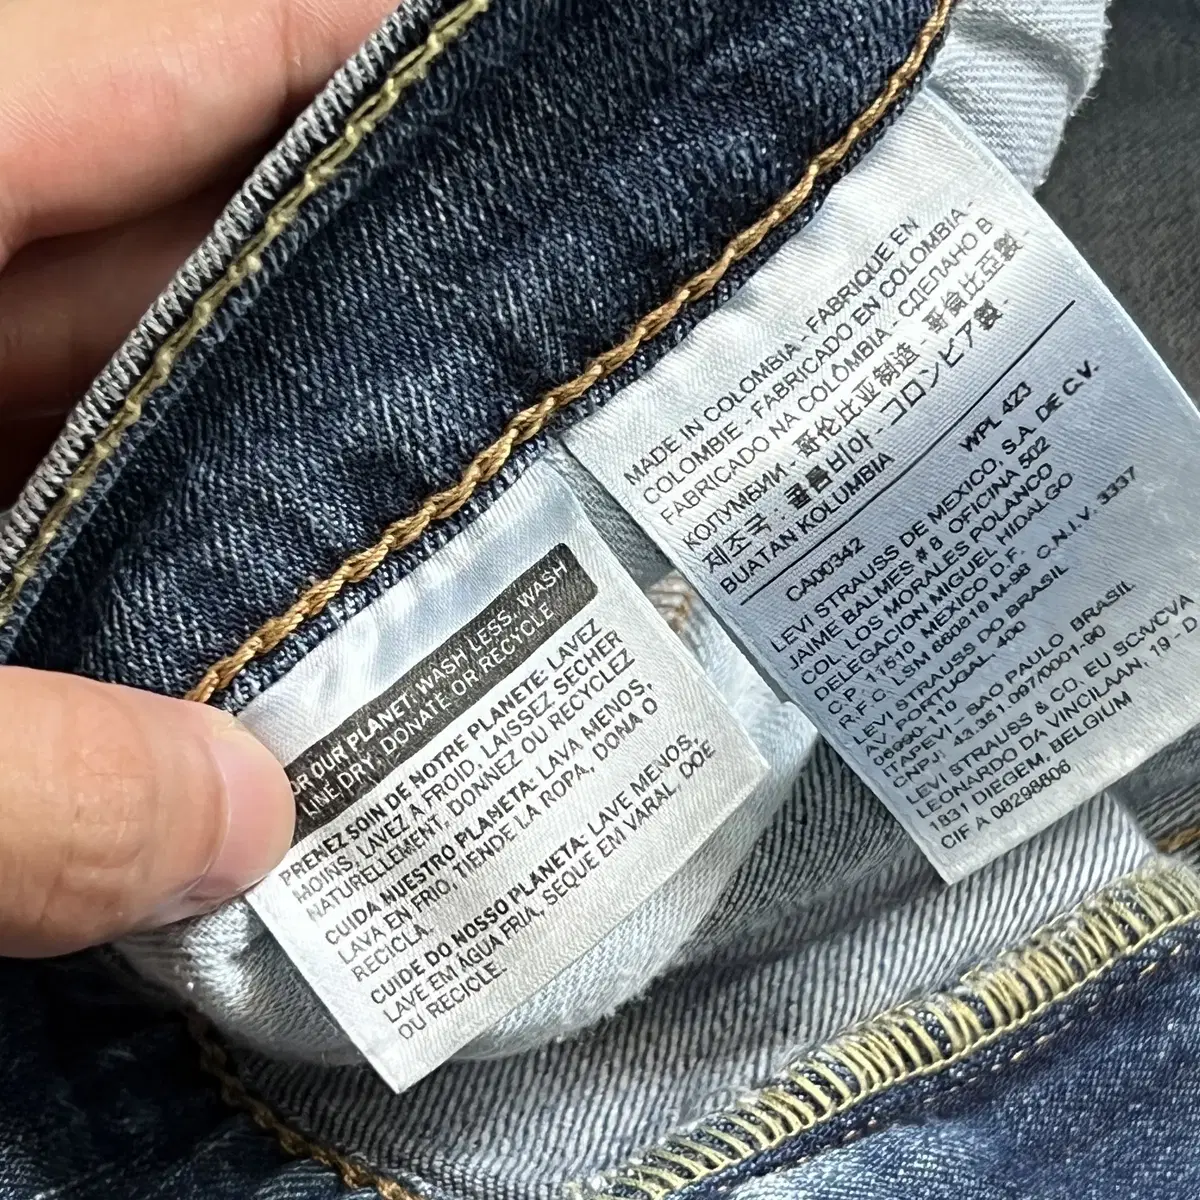 OR OUR PLANET: WASH LESS, WASH
LINE DRY, DONATE OR RECYCLE
PRENEZ SOIN DE NOTRE PLANETE: LAVEZ
MOINS, LAVEZ A FROID, LAISSEZ SECHER
NATURELLEMENT, DONNEZ OU RECYCLEZ
CUIDA NUESTRO PLANETA: LAVA MENOS,
LAVA EN FRIO, TIENDE LA ROPA, DONA O
RECICLA.
CUIDE DO NOSSO PLANETA: LAVE MENOS,
LAVE EM AGUA FRIA, SEQUE EM VARAL, DOE
OU RECICLE.
MADE IN COLOMBIA - FABRIQUE EN
COLOMBIE - FABRICADO EN COLOMBIA -
FABRICADO NA COLÔMBIA - СДЕЛАНО В
КОЛУМБИИ - 哥伦比亚制造 - 哥倫比亞製 -
제조국 : 콜롬비아 - コロンビア製 -
BUATAN KOLUMBIA
CA00342 WPL 423
LEVI STRAUSS DE MEXICO, S.A. DE C.V.
JAIME BALMES # 8 OFICINA 502
COL. LOS MORALES POLANCO
DELEGACION MIGUEL HIDALGO
C.P. 11510 MEXICO D.F.
R.F.C. LSM 860818 M-98 C.N.I.V. 3337
LEVI STRAUSS DO BRASIL
AV PORTUGAL 400
06690-110
ITAPEVI - SAO PAULO BRASIL
CNPJ 43.351.097/0001-90
LEVI STRAUSS & CO. EU SC/VCVA
LEONARDO DA VINCILAAN, 19 - D
1831 DIEGEM, BELGIUM
CIF A 08298806